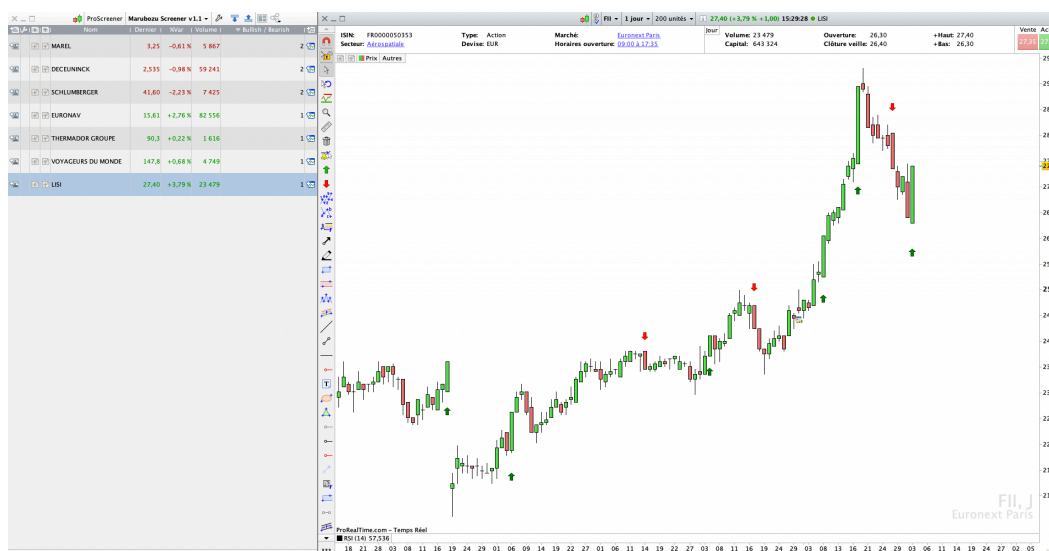 ProScreener Marubozu Screener v1.1
Nom Dernier %Var Volume Bullish / Bearish
MAREL 3,25 -0,61 % 5 867 2
DECEUNINCK 2,535 -0,98 % 59 241 2
SCHLUMBERGER 41,60 -2,23 % 7 425 2
EURONAV 15,61 +2,76 % 82 556 1
THERMADOR GROUPE 90,3 +0,22 % 1 616 1
VOYAGEURS DU MONDE 147,8 +0,68 % 4 749 1
LISI 27,40 +3,79 % 23 479 1
FII 1 jour 200 unités 27,40 (+3,79 % +1,00) 15:29:28 LISI
ISIN: FR0000050353 Type: Action Marché: Euronext Paris Jour Volume: 23 479 Ouverture: 26,30 +Haut: 27,40
Secteur: Aérospatiale Devise: EUR Horaires ouverture: 09:00 à 17:35 Capital: 643 324 Clôture veille: 26,40 +Bas: 26,30
Vente Ac
27,35 27
Prix Autres
FII, J
Euronext Paris
ProRealTime.com - Temps Réel
RSI (14) 57,536
18 21 28 03 08 11 16 19 24 29 01 06 09 14 19 22 27 01 06 11 14 19 22 27 03 08 11 16 19 24 29 03 08 13 16 21 24 29 03 06 11 14 19 24 27 02 05